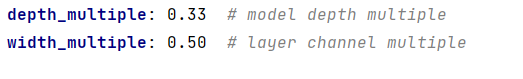 depth_multiple: 0.33  # model depth multiple
width_multiple: 0.50  # layer channel multiple